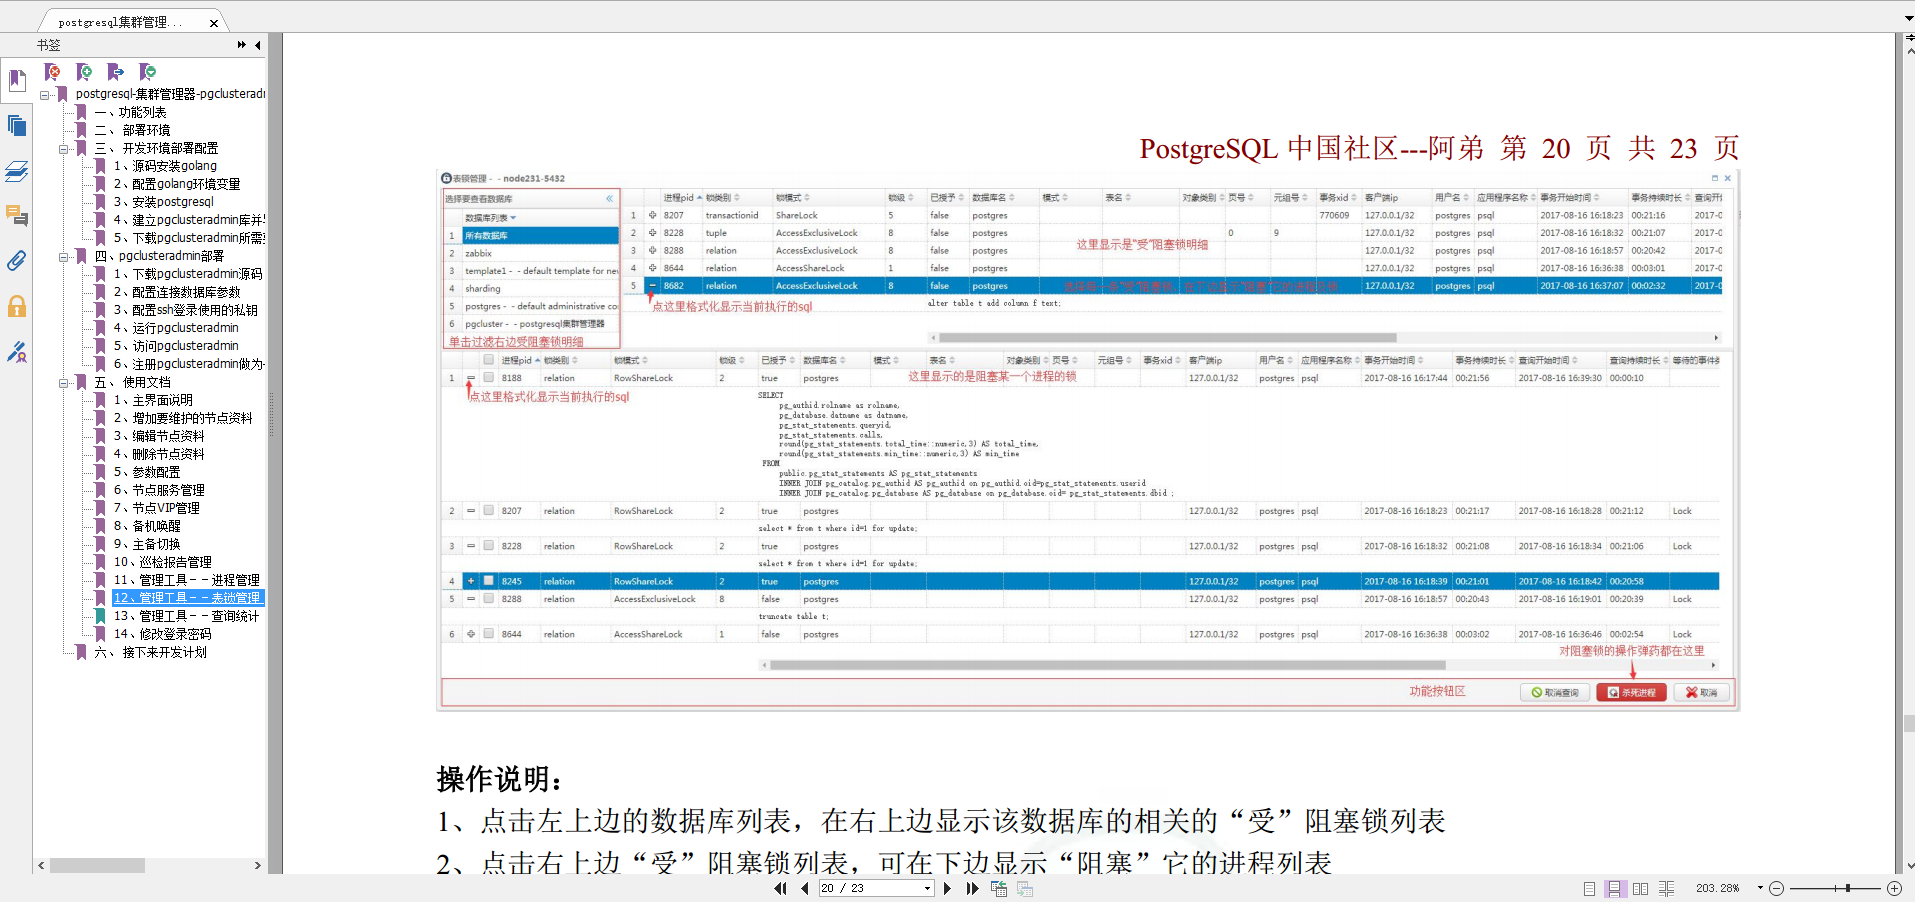 postgresql集群管理...
书签
postgresql-集群管理器-pgclusteradm
一、功能列表
二、 部署环境
三、 开发环境部署配置
1、源码安装golang
2、配置golang环境变量
3、安装postgresql
4、建立pgclusteradmin库并
5、下载pgclusteradmin所需
四、pgclusteradmin部署
1、下载pgclusteradmin源码
2、配置连接数据库参数
3、配置ssh登录使用的私钥
4、运行pgclusteradmin
5、访问pgclusteradmin
6、注册pgclusteradmin做为
五、 使用文档
1、主界面说明
2、增加要维护的节点资料
3、编辑节点资料
4、删除节点资料
5、参数配置
6、节点服务管理
7、节点VIP管理
8、备机唤醒
9、主备切换
10、巡检报告管理
11、管理工具--进程管理
12、管理工具--表锁管理
13、管理工具--查询统计
14、修改登录密码
六、 接下来开发计划
PostgreSQL 中国社区---阿弟 第 20 页 共 23 页
表锁管理 - - node231-5432
选择要查看数据库
数据库列表
1 所有数据库
2 zabbix
3 template1 - - default template for new
4 sharding
5 postgres - - default administrative co
6 pgcluster - - postgresql集群管理器
单击过滤右边受阻塞锁明细
进程pid 锁类别 锁模式 锁级 已授予 数据库名 模式 表名 对象类别 页号 元组号 事务xid 客户端ip 用户名 应用程序名称 事务开始时间 事务持续时长 查询开
1 8207 transactionid ShareLock 5 false postgres 770609 127.0.0.1/32 postgres psql 2017-08-16 16:18:23 00:21:16 2017-0
2 8228 tuple AccessExclusiveLock 8 false postgres 0 9 127.0.0.1/32 postgres psql 2017-08-16 16:18:32 00:21:07 2017-0
这里显示是"受"阻塞锁明细
3 8288 relation AccessExclusiveLock 8 false postgres 127.0.0.1/32 postgres psql 2017-08-16 16:18:57 00:20:42 2017-0
4 8644 relation AccessShareLock 1 false postgres 127.0.0.1/32 postgres psql 2017-08-16 16:36:38 00:03:01 2017-0
5 8682 relation AccessExclusiveLock 8 false postgres 127.0.0.1/32 postgres psql 2017-08-16 16:37:07 00:02:32 2017-0
选择每一条"受"阻塞锁，在下边显示"阻塞"它的进程
点这里格式化显示当前执行的sql
alter table t add column f text;
进程pid 锁类别 锁模式 锁级 已授予 数据库名 模式 表名 对象类别 页号 元组号 事务xid 客户端ip 用户名 应用程序名称 事务开始时间 事务持续时长 查询开始时间 查询持续时长 等待的事件
1 8188 relation RowShareLock 2 true postgres 127.0.0.1/32 postgres psql 2017-08-16 16:17:44 00:21:56 2017-08-16 16:39:30 00:00:10
这里显示的是阻塞某一个进程的锁
点这里格式化显示当前执行的sql
SELECT
pg_authid.rolname as rolname,
pg_database.datname as datname,
pg_stat_statements.queryid,
pg_stat_statements.calls,
round(pg_stat_statements.total_time::numeric,3) AS total_time,
round(pg_stat_statements.min_time::numeric,3) AS min_time
FROM
public.pg_stat_statements AS pg_stat_statements
INNER JOIN pg_catalog.pg_authid AS pg_authid on pg_authid.oid=pg_stat_statements.userid
INNER JOIN pg_catalog.pg_database AS pg_database on pg_database.oid= pg_stat_statements.dbid ;
2 8207 relation RowShareLock 2 true postgres 127.0.0.1/32 postgres psql 2017-08-16 16:18:23 00:21:17 2017-08-16 16:18:28 00:21:12 Lock
select * from t where id=1 for update;
3 8228 relation RowShareLock 2 true postgres 127.0.0.1/32 postgres psql 2017-08-16 16:18:32 00:21:08 2017-08-16 16:18:34 00:21:06 Lock
select * from t where id=1 for update;
4 8245 relation RowShareLock 2 true postgres 127.0.0.1/32 postgres psql 2017-08-16 16:18:39 00:21:01 2017-08-16 16:18:42 00:20:58
5 8288 relation AccessExclusiveLock 8 false postgres 127.0.0.1/32 postgres psql 2017-08-16 16:18:57 00:20:43 2017-08-16 16:19:01 00:20:39 Lock
truncate table t;
6 8644 relation AccessShareLock 1 false postgres 127.0.0.1/32 postgres psql 2017-08-16 16:36:38 00:03:02 2017-08-16 16:36:46 00:02:54 Lock
对阻塞锁的操作弹药都在这里
功能按钮区
取消查询 杀死进程 取消
操作说明：
1、点击左上边的数据库列表，在右上边显示该数据库的相关的“受”阻塞锁列表
2、点击右上边“受”阻塞锁列表，可在下边显示“阻塞”它的进程列表
20 / 23
203.28%